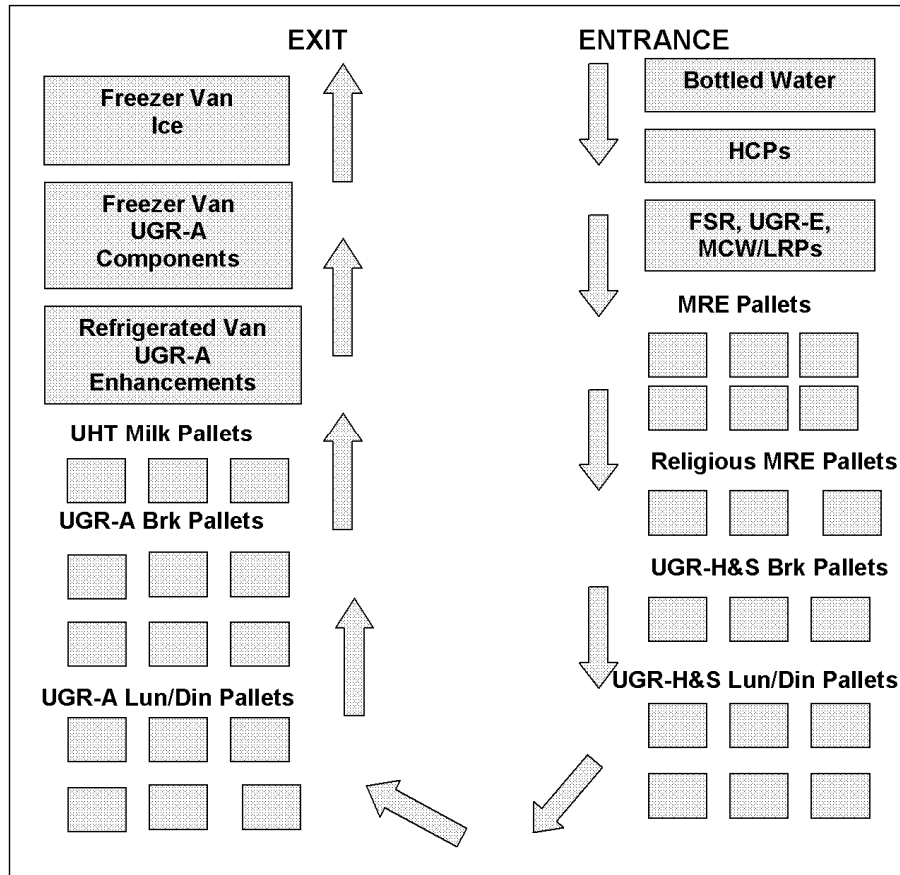 EXIT
ENTRANCE
Freezer Van
Ice
Freezer Van
UGR-A
Components
Refrigerated Van
UGR-A
Enhancements
UHT Milk Pallets
UGR-A Brk Pallets
UGR-A Lun/Din Pallets
Bottled Water
HCPs
FSR, UGR-E,
MCW/LRPs
MRE Pallets
Religious MRE Pallets
UGR-H&S Brk Pallets
UGR-H&S Lun/Din Pallets